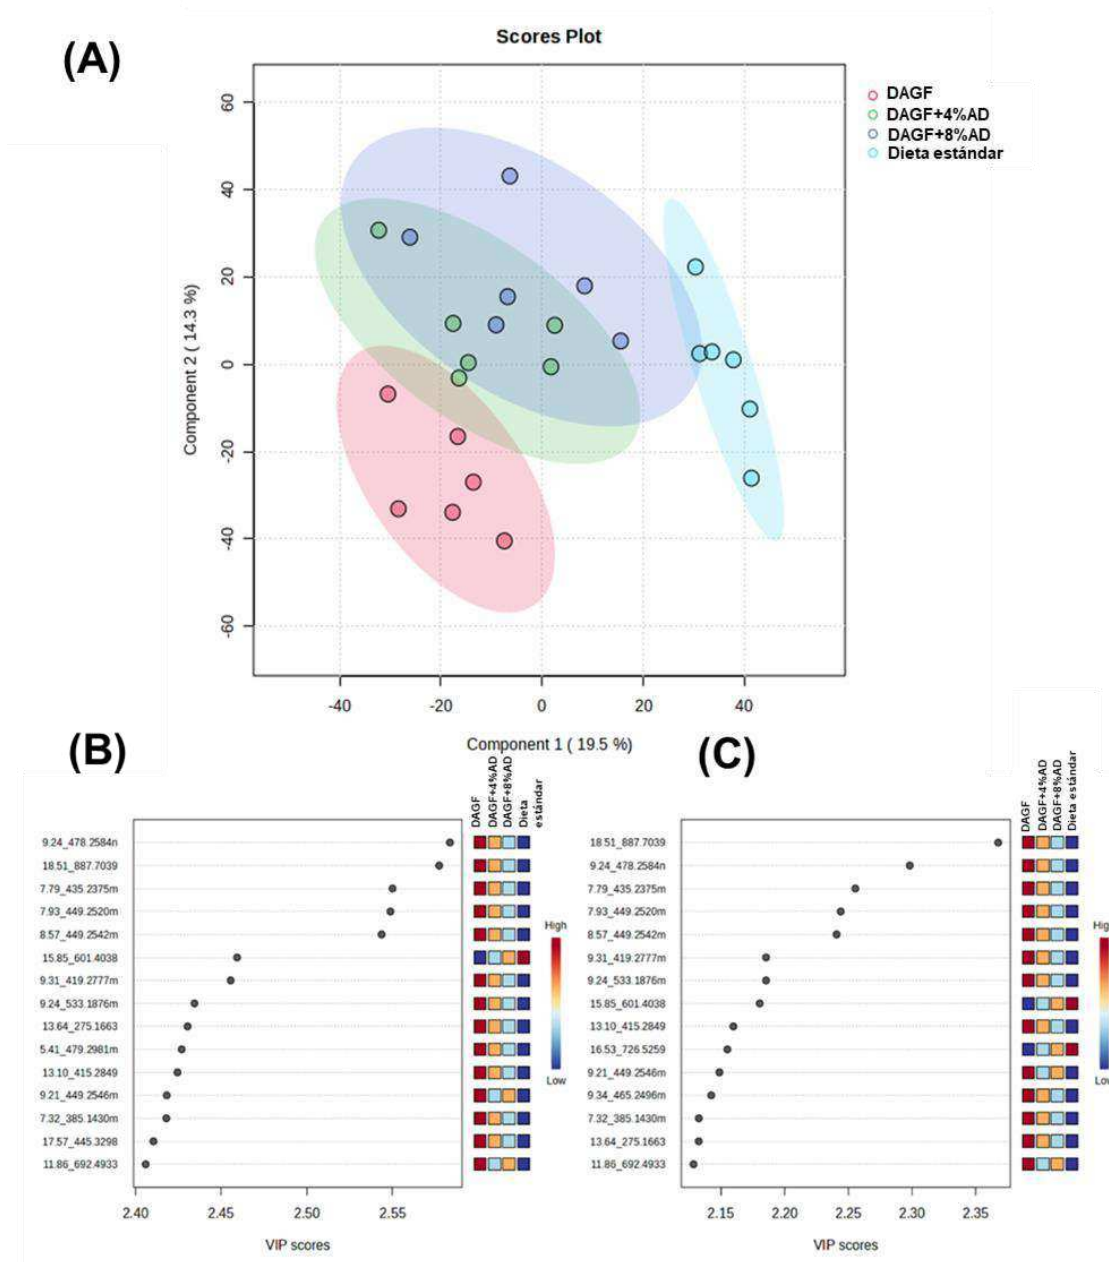 (A)
Scores Plot
DAGF
DAGF+4%AD
DAGF+8%AD
Dieta estándar
Component 2 ( 14.3 %)
60
40
20
0
-20
-40
-60
-40
-20
0
20
40
Component 1 ( 19.5 %)
(B)
DAGF
DAGF+4%AD
DAGF+8%AD
Dieta
estándar
9.24_478.2584n
18.51_887.7039
7.79_435.2375m
7.93_449.2520m
8.57_449.2542m
15.85_601.4038
9.31_419.2777m
9.24_533.1876m
13.64_275.1663
5.41_479.2981m
13.10_415.2849
9.21_449.2546m
7.32_385.1430m
17.57_445.3298
11.86_692.4933
High
Low
2.40
2.45
2.50
2.55
VIP scores
(C)
DAGF
DAGF+4%AD
DAGF+8%AD
Dieta estándar
18.51_887.7039
9.24_478.2584n
7.79_435.2375m
7.93_449.2520m
8.57_449.2542m
9.31_419.2777m
9.24_533.1876m
15.85_601.4038
13.10_415.2849
16.53_726.5259
9.21_449.2546m
9.34_465.2496m
7.32_385.1430m
13.64_275.1663
11.86_692.4933
Hig
Lo
2.15
2.20
2.25
2.30
2.35
VIP scores